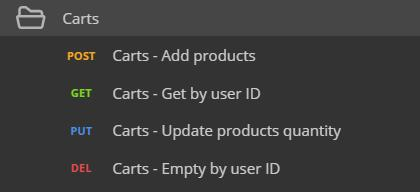 Carts
POST Carts - Add products
GET Carts - Get by user ID
PUT Carts - Update products quantity
DEL Carts - Empty by user ID